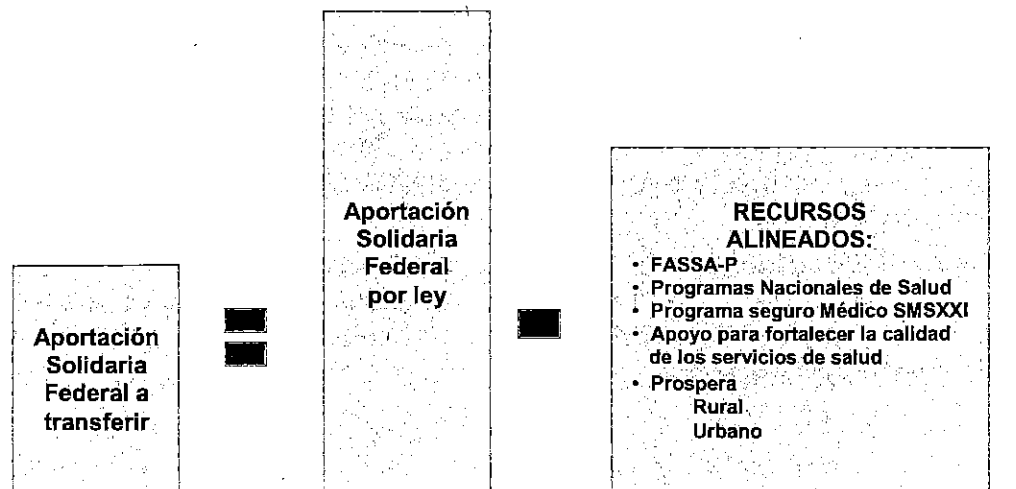 Aportación
Solidaria
Federal a
transferir
Aportación
Solidaria
Federal
por ley
RECURSOS
ALINEADOS:
• FASSA-P
• Programas Nacionales de Salud
• Programa seguro Médico SMSXXI
• Apoyo para fortalecer la calidad
de los servicios de salud
• Prospera
Rural
Urbano